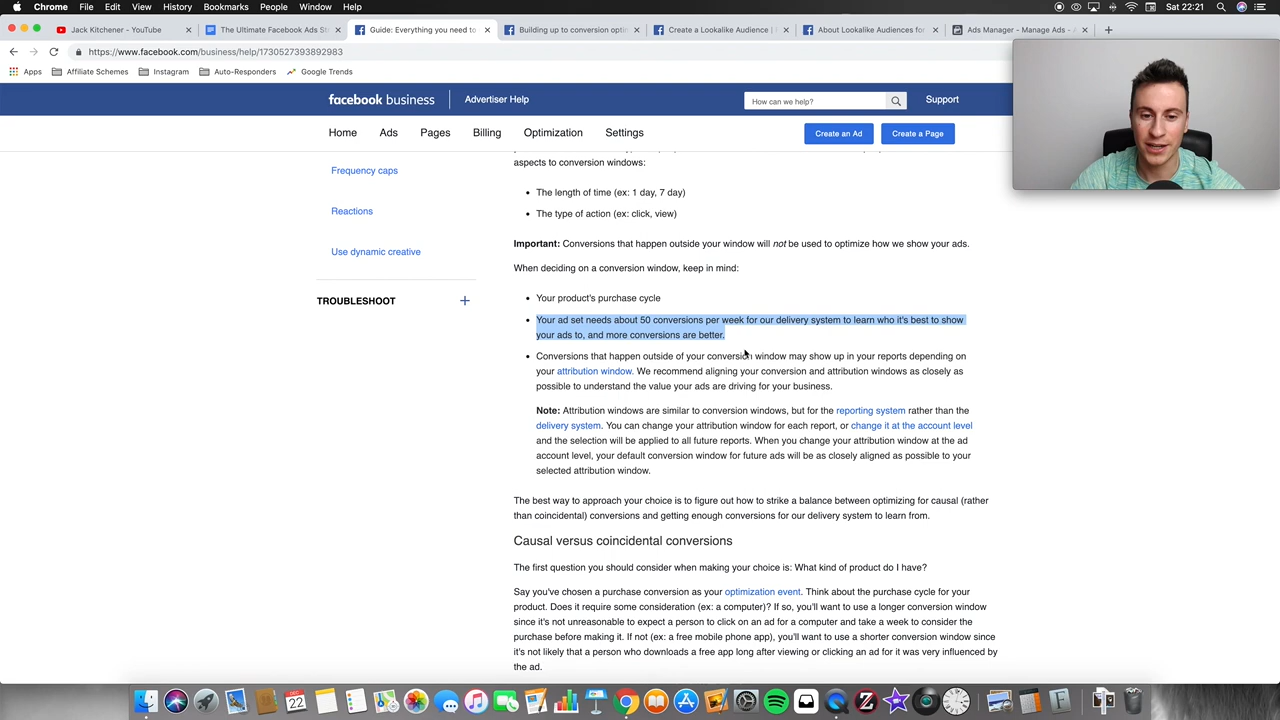 Chrome File Edit View History Bookmarks People Window Help
Sat 22:21
Jack Kitchener - YouTube
The Ultimate Facebook Ads St
Guide: Everything you need to
Building up to conversion opti
Create a Lookalike Audience |
About Lookalike Audiences for
Ads Manager - Manage Ads -
https://www.facebook.com/business/help/1730527393892983
Apps Affiliate Schemes Instagram Auto-Responders Google Trends
facebook business Advertiser Help
How can we help?
Support
Home Ads Pages Billing Optimization Settings
Create an Ad Create a Page
Frequency caps
Reactions
Use dynamic creative
TROUBLESHOOT
aspects to conversion windows:
The length of time (ex: 1 day, 7 day)
The type of action (ex: click, view)
Important: Conversions that happen outside your window will not be used to optimize how we show your ads.
When deciding on a conversion window, keep in mind:
Your product's purchase cycle
Your ad set needs about 50 conversions per week for our delivery system to learn who it's best to show
your ads to, and more conversions are better.
Conversions that happen outside of your conversion window may show up in your reports depending on
your attribution window. We recommend aligning your conversion and attribution windows as closely as
possible to understand the value your ads are driving for your business.
Note: Attribution windows are similar to conversion windows, but for the reporting system rather than the
delivery system. You can change your attribution window for each report, or change it at the account level
and the selection will be applied to all future reports. When you change your attribution window at the ad
account level, your default conversion window for future ads will be as closely aligned as possible to your
selected attribution window.
The best way to approach your choice is to figure out how to strike a balance between optimizing for causal (rather
than coincidental) conversions and getting enough conversions for our delivery system to learn from.
Causal versus coincidental conversions
The first question you should consider when making your choice is: What kind of product do I have?
Say you've chosen a purchase conversion as your optimization event. Think about the purchase cycle for your
product. Does it require some consideration (ex: a computer)? If so, you'll want to use a longer conversion window
since it's not unreasonable to expect a person to click on an ad for a computer and take a week to consider the
purchase before making it. If not (ex: a free mobile phone app), you'll want to use a shorter conversion window since
it's not likely that a person who downloads a free app long after viewing or clicking an ad for it was very influenced by
the ad.